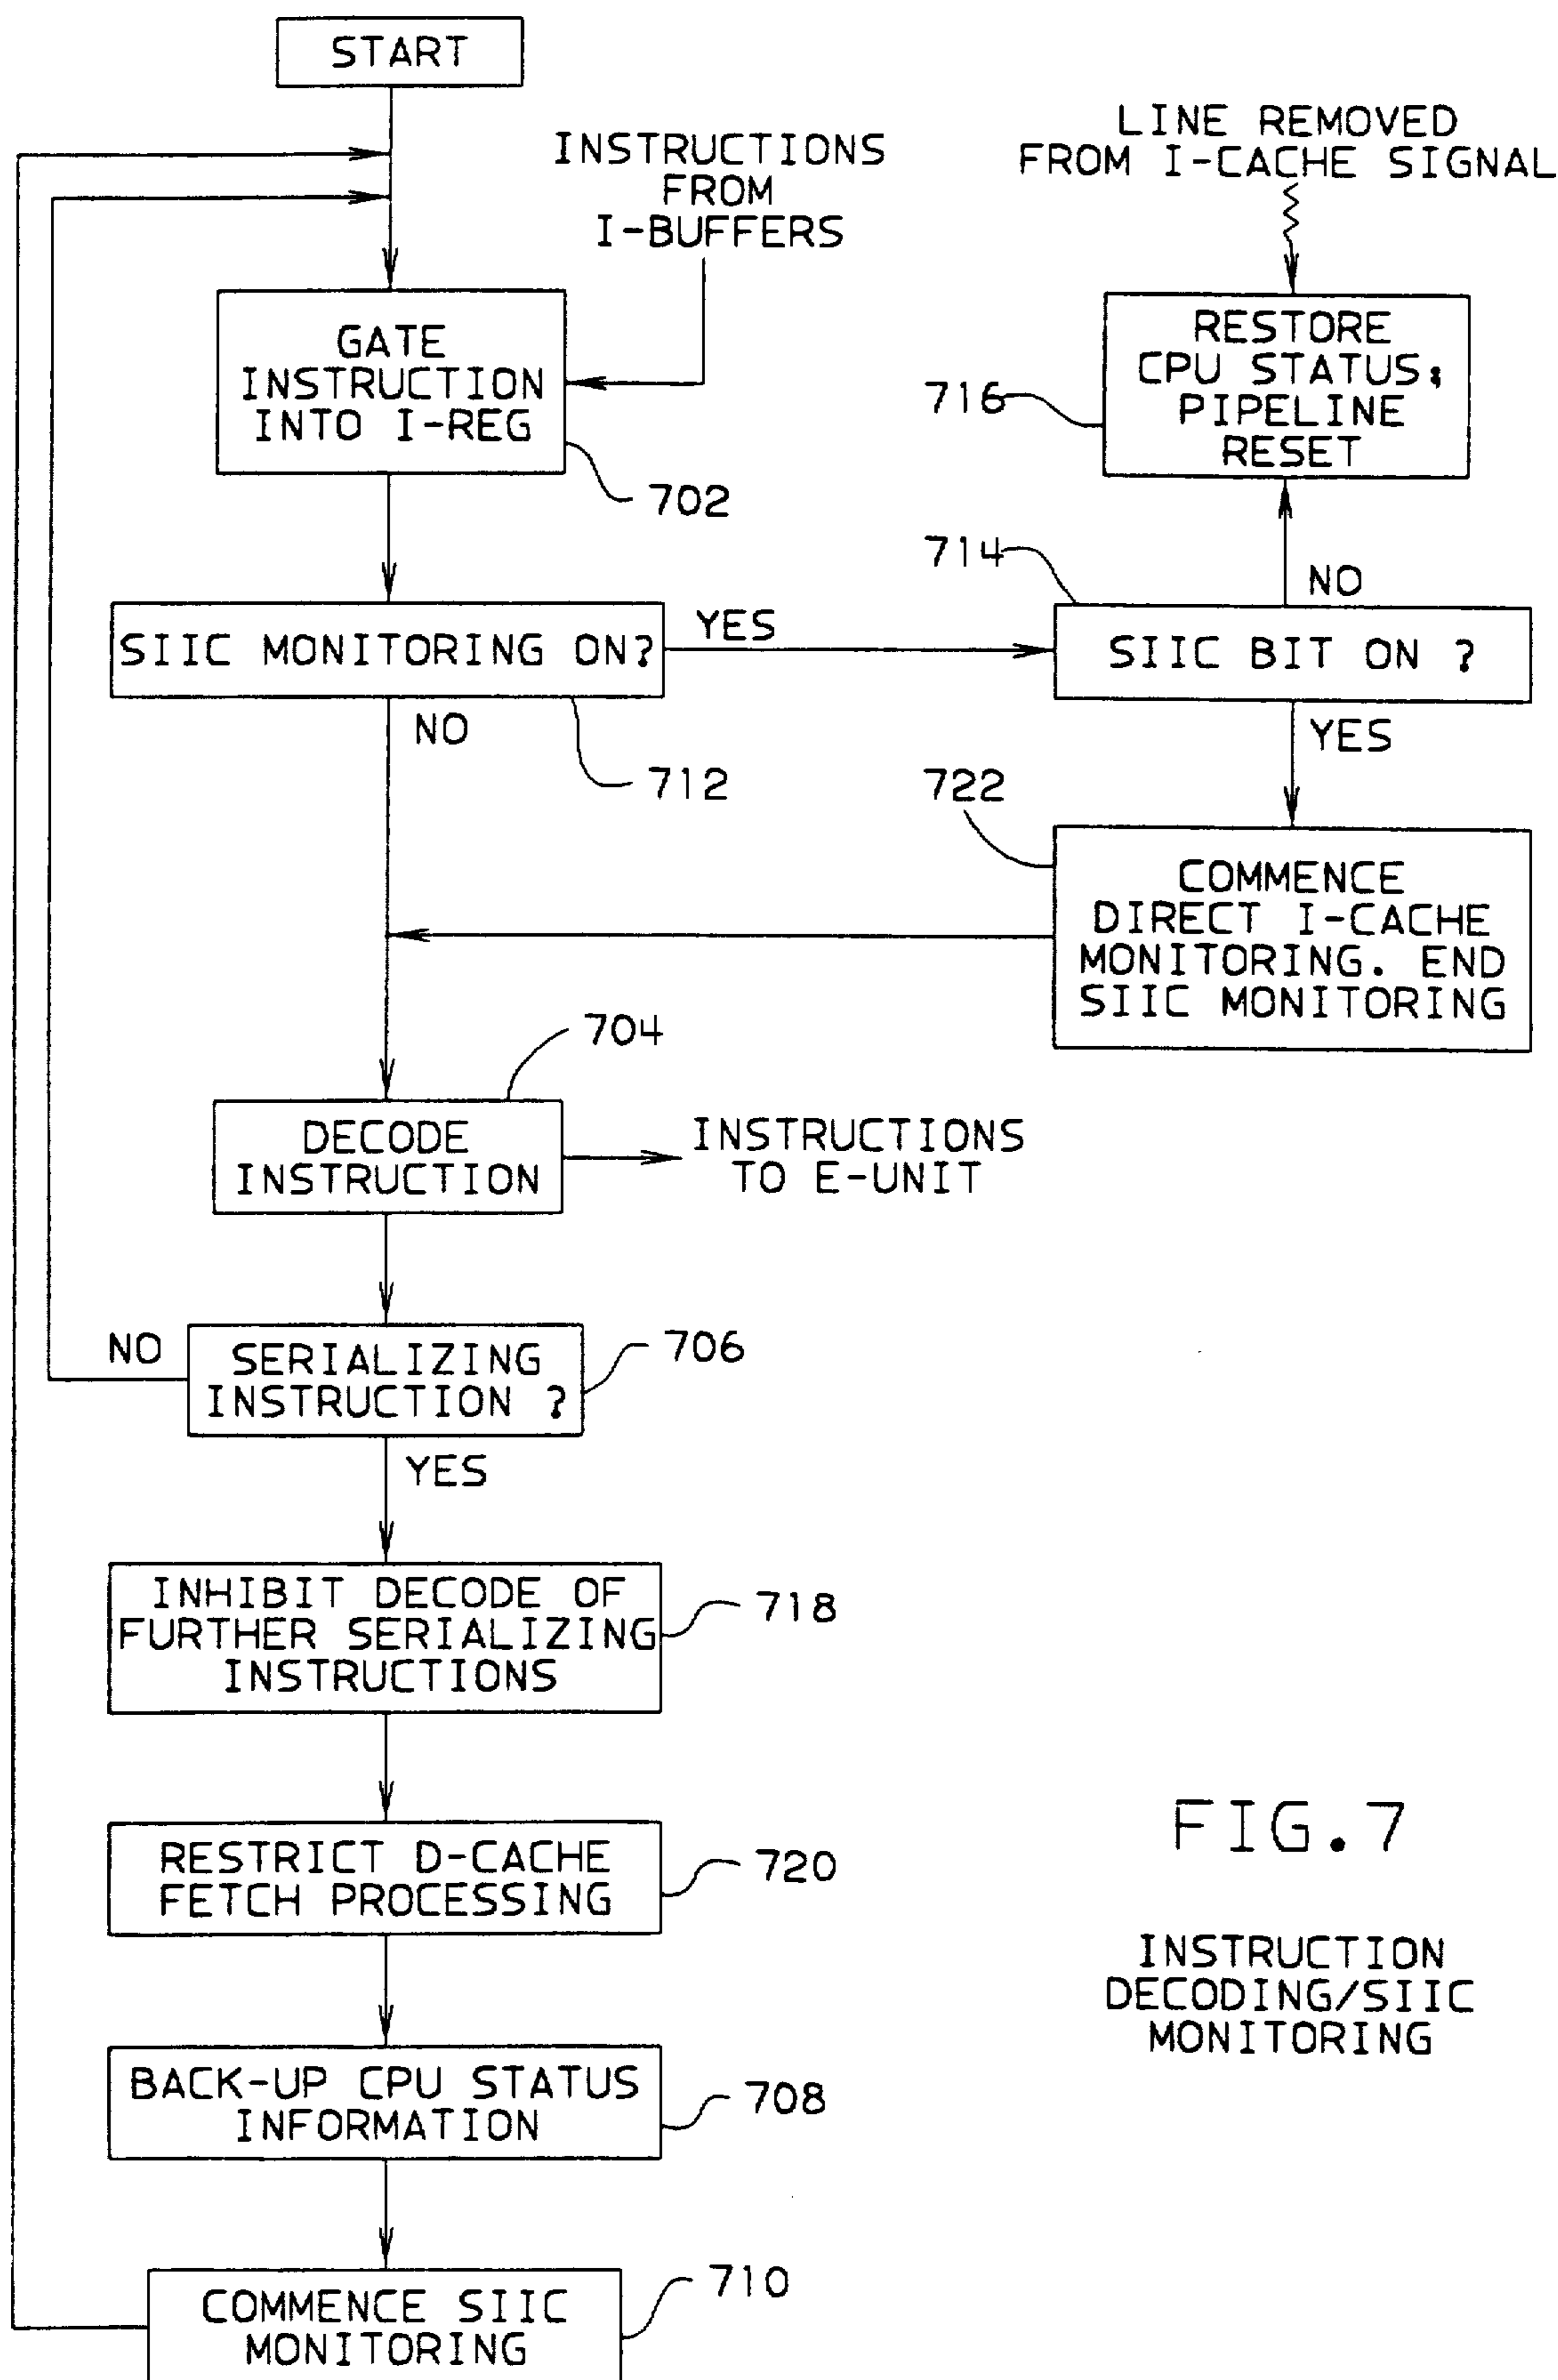 START
INSTRUCTIONS
FROM
I-BUFFERS
LINE REMOVED
FROM I-CACHE SIGNAL
GATE
INSTRUCTION
INTO I-REG
702
RESTORE
CPU STATUS;
PIPELINE
RESET
716
714
NO
SIIC MONITORING ON?
YES
SIIC BIT ON ?
NO
712
YES
722
COMMENCE
DIRECT I-CACHE
MONITORING. END
SIIC MONITORING
704
DECODE
INSTRUCTION
INSTRUCTIONS
TO E-UNIT
NO
SERIALIZING
INSTRUCTION ?
706
YES
INHIBIT DECODE OF
FURTHER SERIALIZING
INSTRUCTIONS
718
RESTRICT D-CACHE
FETCH PROCESSING
720
BACK-UP CPU STATUS
INFORMATION
708
COMMENCE SIIC
MONITORING
710
FIG.7
INSTRUCTION
DECODING/SIIC
MONITORING